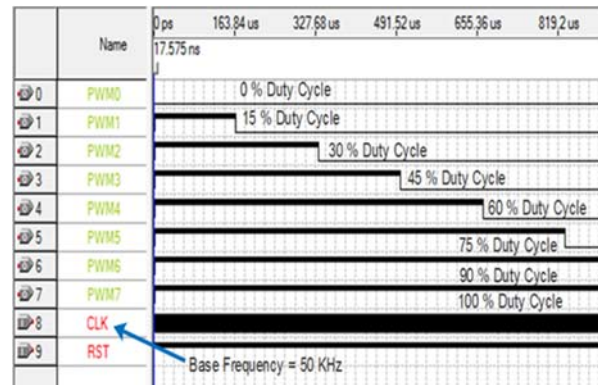 Name
0 ps 163.84 us 327.68 us 491.52 us 655.36 us 819.2 us
17.575 ns
0 PWM0 0 % Duty Cycle
1 PWM1 15 % Duty Cycle
2 PWM2 30 % Duty Cycle
3 PWM3 45 % Duty Cycle
4 PWM4 60 % Duty Cycle
5 PWM5 75 % Duty Cycle
6 PWM6 90 % Duty Cycle
7 PWM7 100 % Duty Cycle
8 CLK
9 RST
Base Frequency = 50 KHz